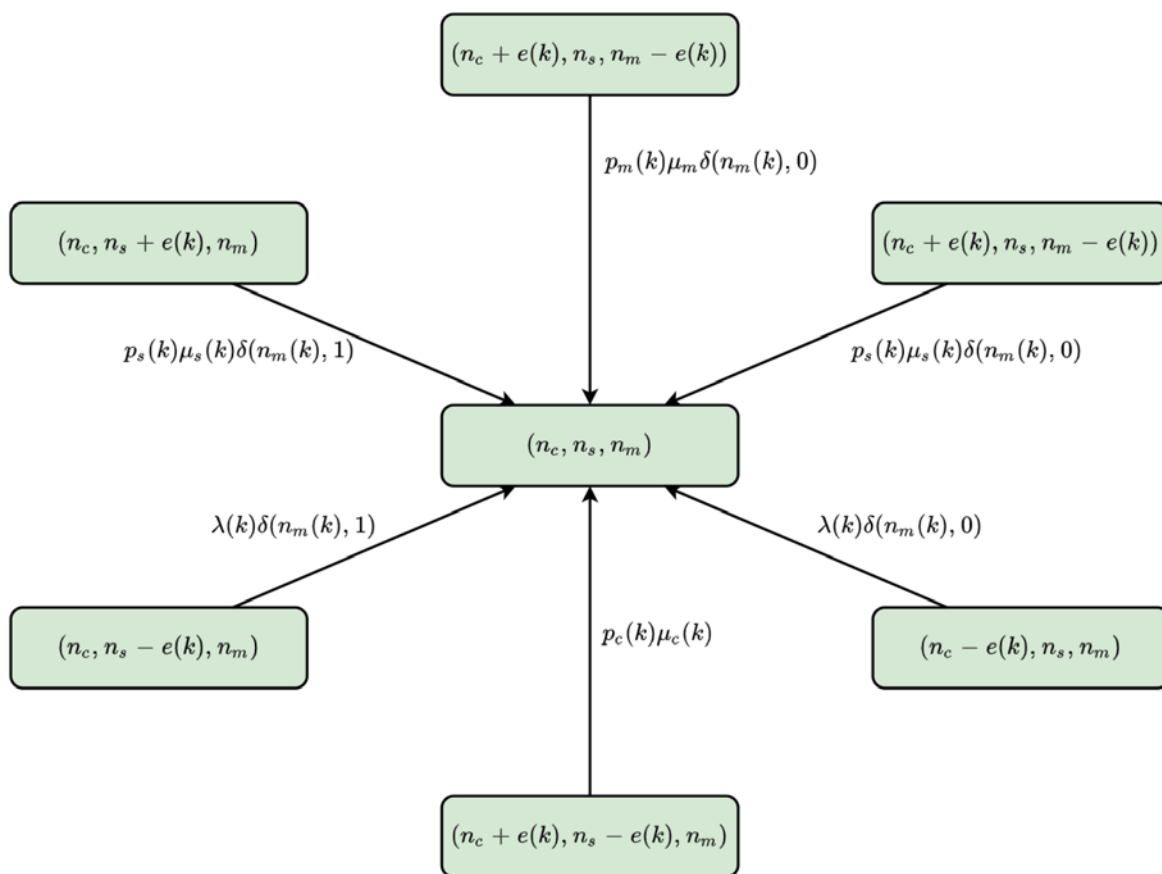 (n_c + e(k), n_s, n_m − e(k))
p_m(k)μ_mδ(n_m(k), 0)
(n_c, n_s + e(k), n_m)
(n_c + e(k), n_s, n_m − e(k))
p_s(k)μ_s(k)δ(n_m(k), 1)
p_s(k)μ_s(k)δ(n_m(k), 0)
(n_c, n_s, n_m)
λ(k)δ(n_m(k), 1)
λ(k)δ(n_m(k), 0)
(n_c, n_s − e(k), n_m)
p_c(k)μ_c(k)
(n_c − e(k), n_s, n_m)
(n_c + e(k), n_s − e(k), n_m)